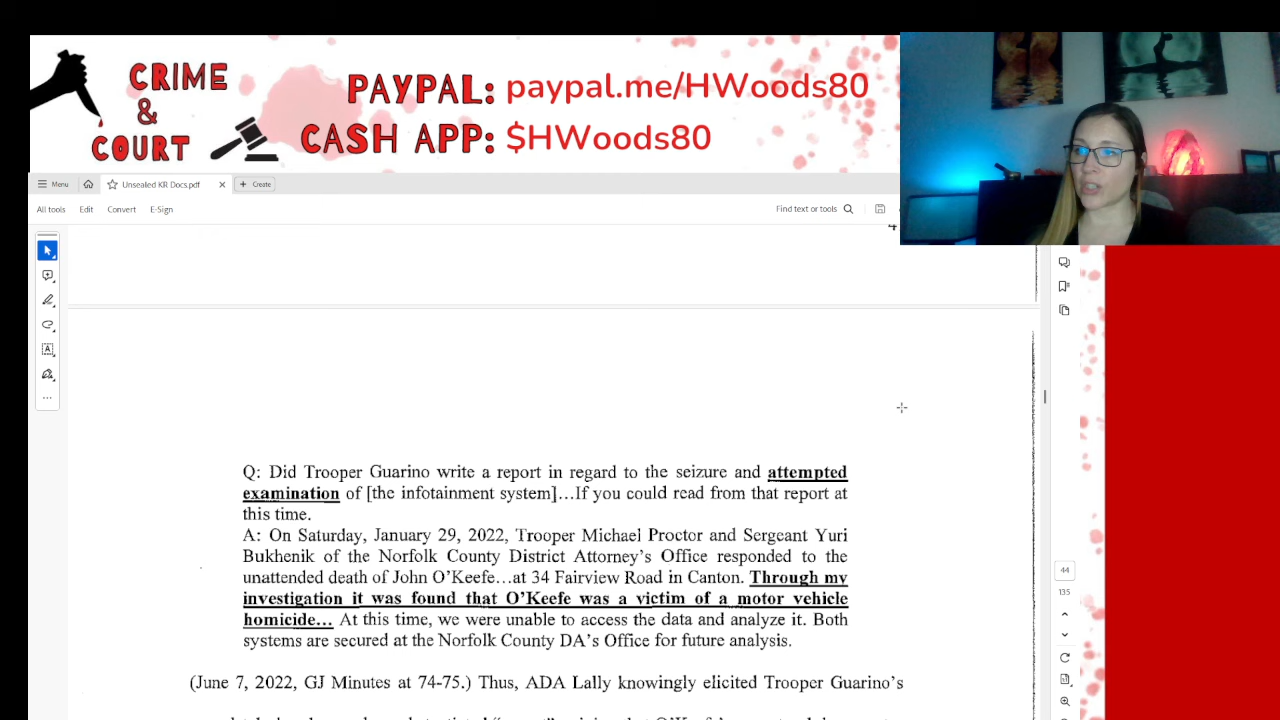 CRIME
&
COURT
PAYPAL: paypal.me/HWoods80
CASH APP: $HWoods80
Menu
Unsealed KR Docs.pdf
Create
All tools
Edit
Convert
E-Sign
Find text or tools
Q: Did Trooper Guarino write a report in regard to the seizure and attempted
examination of [the infotainment system]…If you could read from that report at
this time.
A: On Saturday, January 29, 2022, Trooper Michael Proctor and Sergeant Yuri
Bukhenik of the Norfolk County District Attorney's Office responded to the
unattended death of John O'Keefe…at 34 Fairview Road in Canton. Through my
investigation it was found that O'Keefe was a victim of a motor vehicle
homicide… At this time, we were unable to access the data and analyze it. Both
systems are secured at the Norfolk County DA's Office for future analysis.
(June 7, 2022, GJ Minutes at 74-75.) Thus, ADA Lally knowingly elicited Trooper Guarino's
44
135